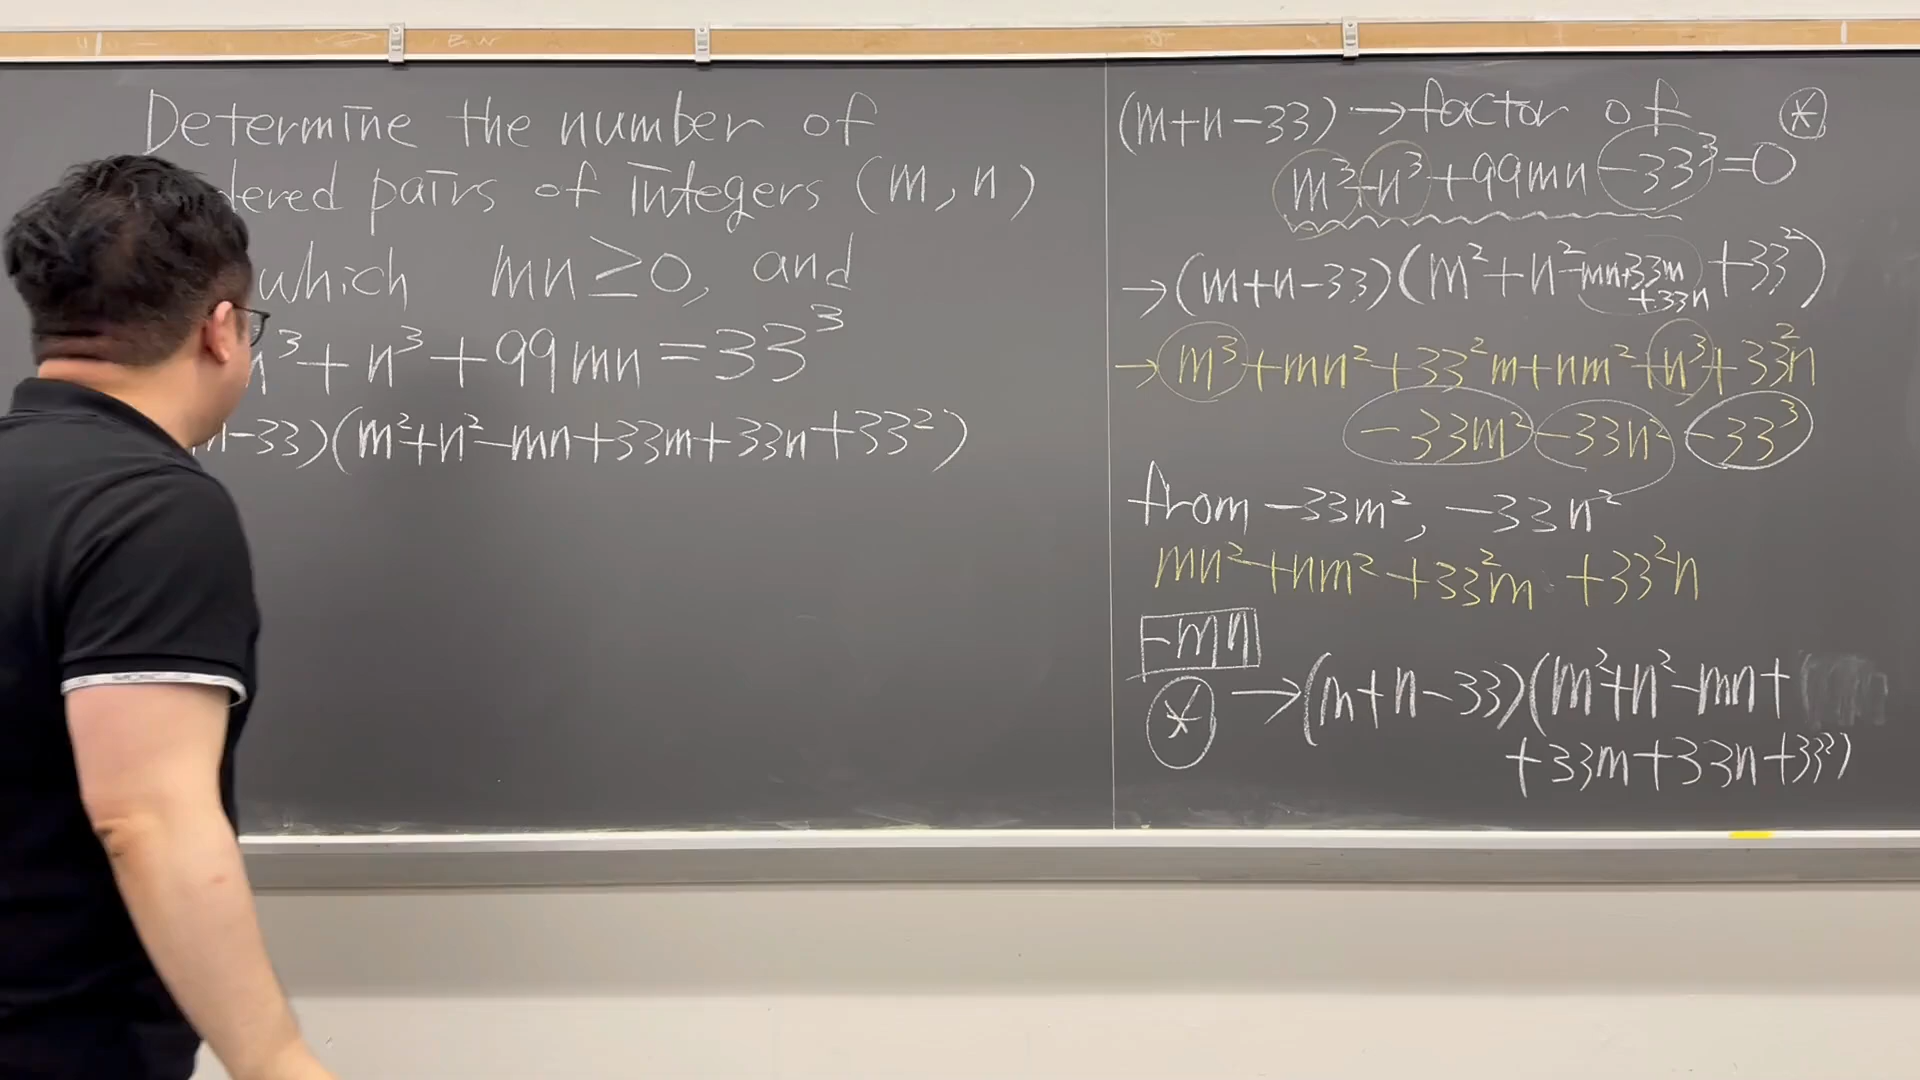 Determine the number of
dered pairs of integers (m, n)
which mn ≥ 0, and
³ + n³ + 99mn = 33³
n-33)(m²+n²-mn+33m+33n+33²)
(m+n-33) → factor of
m³+n³+99mn-33³=0 *
→(m+n-33)(m²+n²-mn+33m+33n+33²)
→m³+mn²+33²m+nm²+n³+33²n
-33m²-33n²-33³
from -33m², -33n²
mn²+nm²+33²m +33²n
-mn
* →(m+n-33)(m²+n²-mn+
+33m+33n+33²)